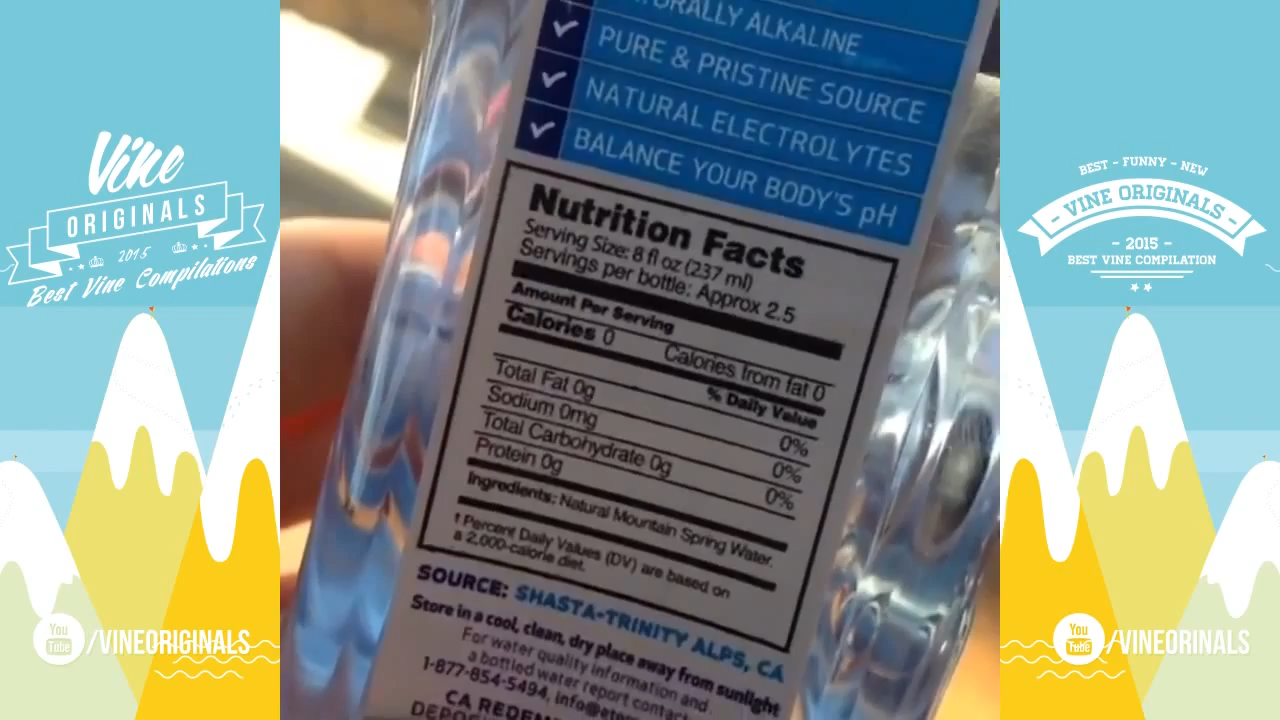 Vine
ORIGINALS
2015
Best Vine Compilations
You
Tube
/VINEORIGINALS
ALKALINE
PURE & PRISTINE SOURCE
NATURAL ELECTROLYTES
BALANCE YOUR BODY'S pH
Nutrition Facts
Serving Size: 8 fl oz (237 ml)
Servings per bottle: Approx 2.5
Amount Per Serving
Calories 0 Calories from fat 0
% Daily Value
Total Fat 0g 0%
Sodium 0mg 0%
Total Carbohydrate 0g 0%
Protein 0g
Ingredients: Natural Mountain Spring Water.
† Percent Daily Values (DV) are based on
a 2,000-calorie diet.
SOURCE: SHASTA-TRINITY ALPS, CA
Store in a cool, clean, dry place away from sunlight
For water quality information and
a bottled water report contact
1-877-854-5494,
CA
BEST - FUNNY - NEW
- VINE ORIGINALS -
- 2015 -
BEST VINE COMPILATION
You
Tube
/VINEORINALS